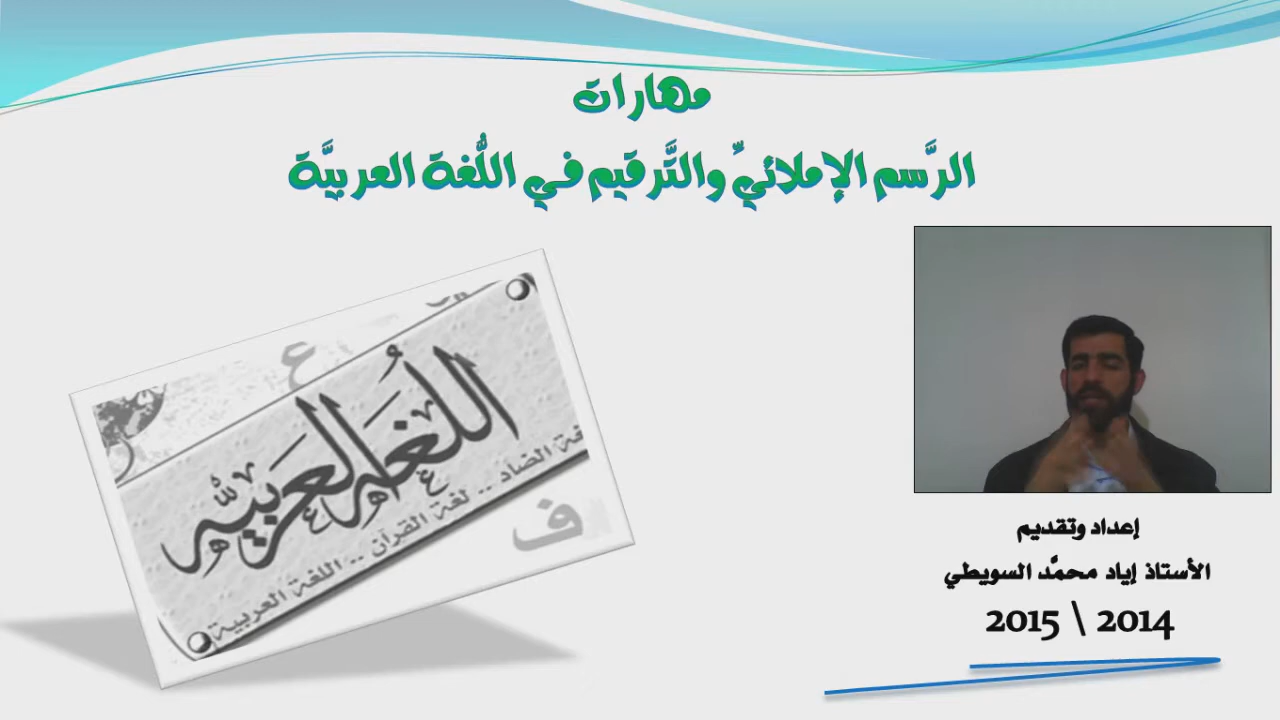 مهارات
الرَّسم الإملائيِّ والتَّرقيم في اللُّغة العربيَّة
ع
اللغُة العربية
لغة الضاد .. لغة القرآن .. اللغة العربية
ف
إعداد وتقديم
الأستاذ إياد محمَّد السويطي
2014 \ 2015